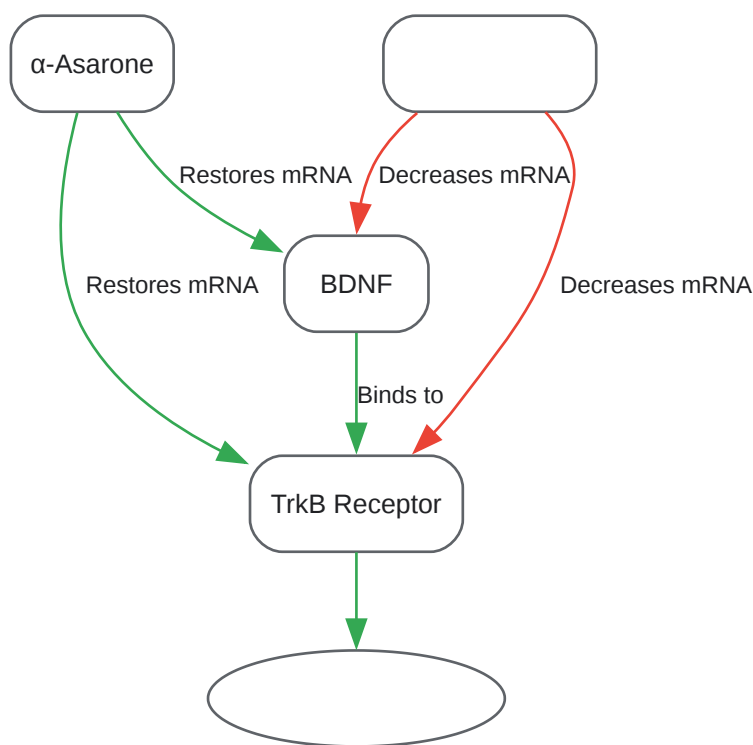 α-Asarone
Restores mRNA
Decreases mRNA
BDNF
Restores mRNA
Decreases mRNA
Binds to
TrkB Receptor